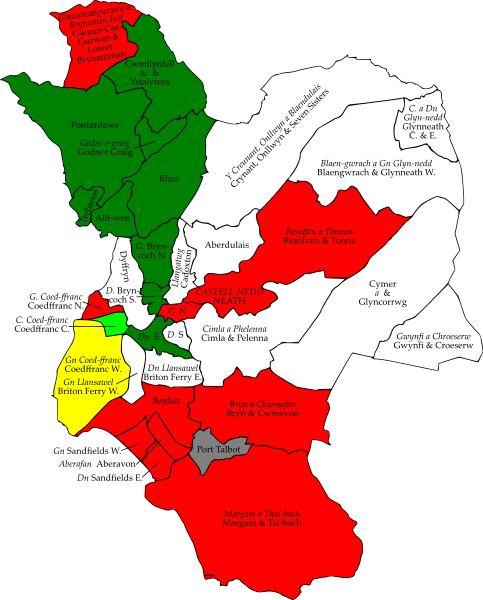 Gwauncaegurwen a
Brynaman Isaf
Gwaun-Cae-
Gurwen &
Lower
Brynamman
Cwmllynfell
ac &
Ystalyfera
Pontardawe
Godre'r-graig
Godre'r Graig
Rhos
Trebanos
Allt-wen
Y Creunant, Onllwyn a Blaendulais
Crynant, Onllwyn & Seven Sisters
C. a Dn
Glyn-nedd
Glynneath
C. & E.
Blaen-gwrach a Gn Glyn-nedd
Blaengwrach & Glynneath W.
Resolfen a Thonna
Resolven & Tonna
Aberdulais
Llangatwg
Cadoxton
G. Bryn-
coch N.
Dyffryn
D. Bryn-
coch S.
CASTELL-NEDD
NEATH
G N
Dn E
D S
Cimla a Phelenna
Cimla & Pelenna
Cymer
a &
Glyncorrwg
Gwynfi a Chroeserw
Gwynfi & Croeserw
G. Coed-ffranc
Coedffranc N.
C. Coed-ffranc
Coedffranc C.
Gn Coed-ffranc
Coedffranc W.
Gn Llansawel
Briton Ferry W.
Dn Llansawel
Briton Ferry E.
Baglan
Bryn a Chwmafan
Bryn & Cwmavon
Gn Sandfields W.
Aberafan Aberavon
Dn Sandfields E.
Port Talbot
Margam a Thai-bach
Margam & Tai-bach